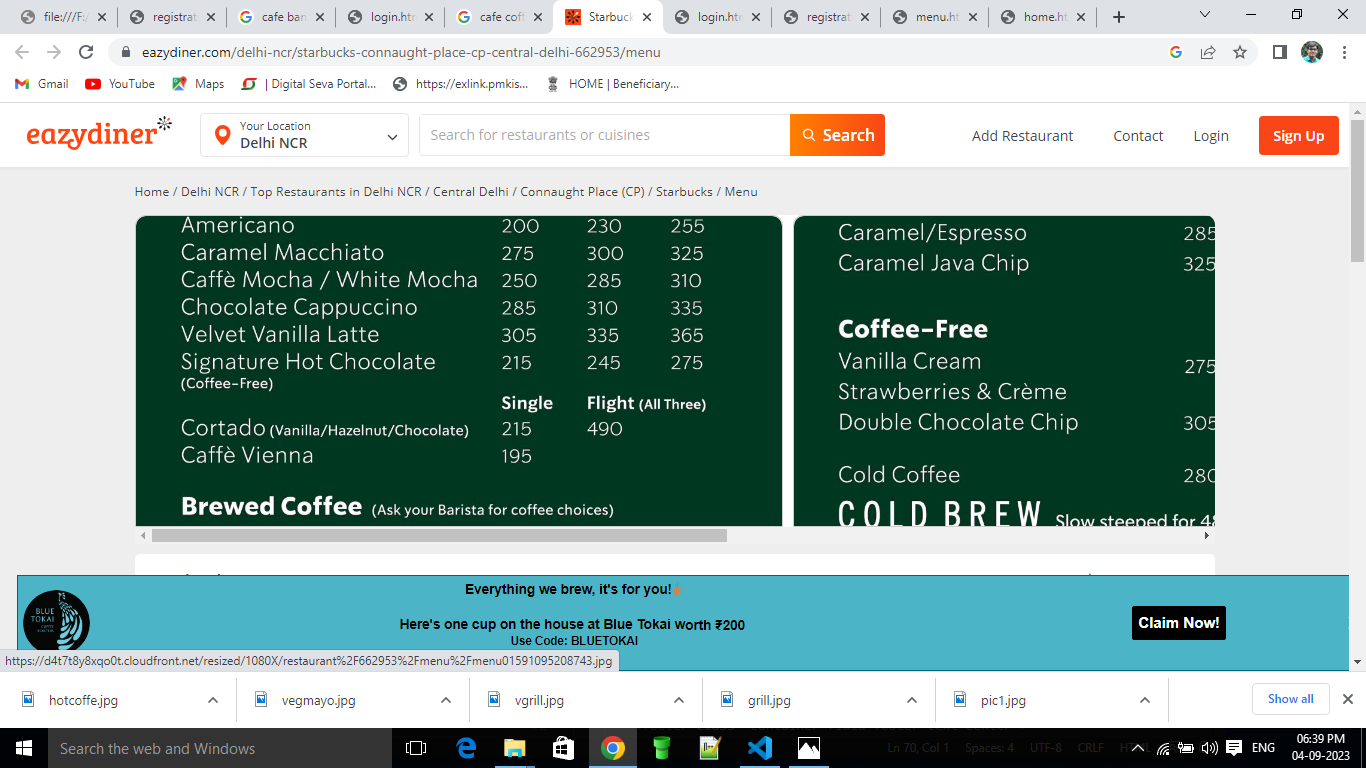 file:///F:/
registrat
cafe ban
login.htm
cafe coff
Starbuck
login.htm
registrat
menu.ht
home.ht
eazydiner.com/delhi-ncr/starbucks-connaught-place-cp-central-delhi-662953/menu
Gmail YouTube Maps | Digital Seva Portal... https://exlink.pmkis... HOME | Beneficiary...
eazydiner
Your Location
Delhi NCR
Search for restaurants or cuisines
Search
Add Restaurant Contact Login Sign Up
Home / Delhi NCR / Top Restaurants in Delhi NCR / Central Delhi / Connaught Place (CP) / Starbucks / Menu
Americano 200 230 255
Caramel Macchiato 275 300 325
Caffè Mocha / White Mocha 250 285 310
Chocolate Cappuccino 285 310 335
Velvet Vanilla Latte 305 335 365
Signature Hot Chocolate 215 245 275
(Coffee-Free)
Single Flight (All Three)
Cortado (Vanilla/Hazelnut/Chocolate) 215 490
Caffè Vienna 195
Brewed Coffee (Ask your Barista for coffee choices)
Caramel/Espresso 285
Caramel Java Chip 325
Coffee-Free
Vanilla Cream 275
Strawberries & Crème
Double Chocolate Chip 305
Cold Coffee 280
COLD BREW Slow steeped for 48
BLUE
TOKAI
COFFEE
ROASTERS
Everything we brew, it's for you!
Here's one cup on the house at Blue Tokai worth ₹200
Use Code: BLUETOKAI
Claim Now!
https://d4t7t8y8xqo0t.cloudfront.net/resized/1080X/restaurant%2F662953%2Fmenu%2Fmenu01591095208743.jpg
hotcoffe.jpg vegmayo.jpg vgrill.jpg grill.jpg pic1.jpg Show all
Search the web and Windows
Ln 70, Col 1 Spaces: 4 UTF-8 CRLF
ENG
06:39 PM
04-09-2023